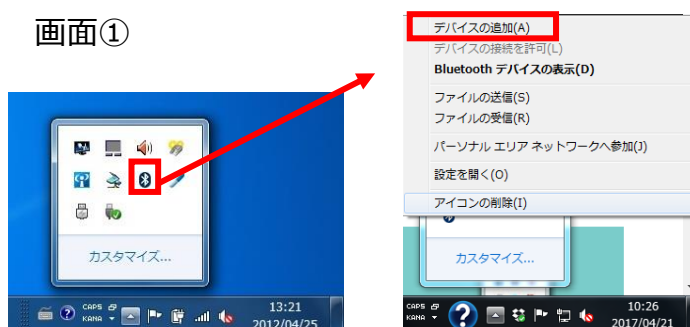 画面①
カスタマイズ...
CAPS
KANA
13:21
2012/04/25
デバイスの追加(A)
デバイスの接続を許可(L)
Bluetooth デバイスの表示(D)
ファイルの送信(S)
ファイルの受信(R)
パーソナル エリア ネットワークへ参加(J)
設定を開く(O)
アイコンの削除(I)
カスタマイズ...
CAPS
KANA
10:26
2017/04/21